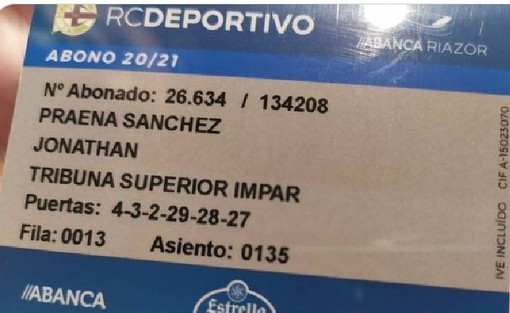 RCDEPORTIVO
//ABANCA RIAZOR
ABONO 20/21
Nº Abonado: 26.634 / 134208
PRAENA SANCHEZ
JONATHAN
TRIBUNA SUPERIOR IMPAR
Puertas: 4-3-2-29-28-27
Fila: 0013 Asiento: 0135
IVE INCLUÍDO CIF A-15023070
//ABANCA
Estrella